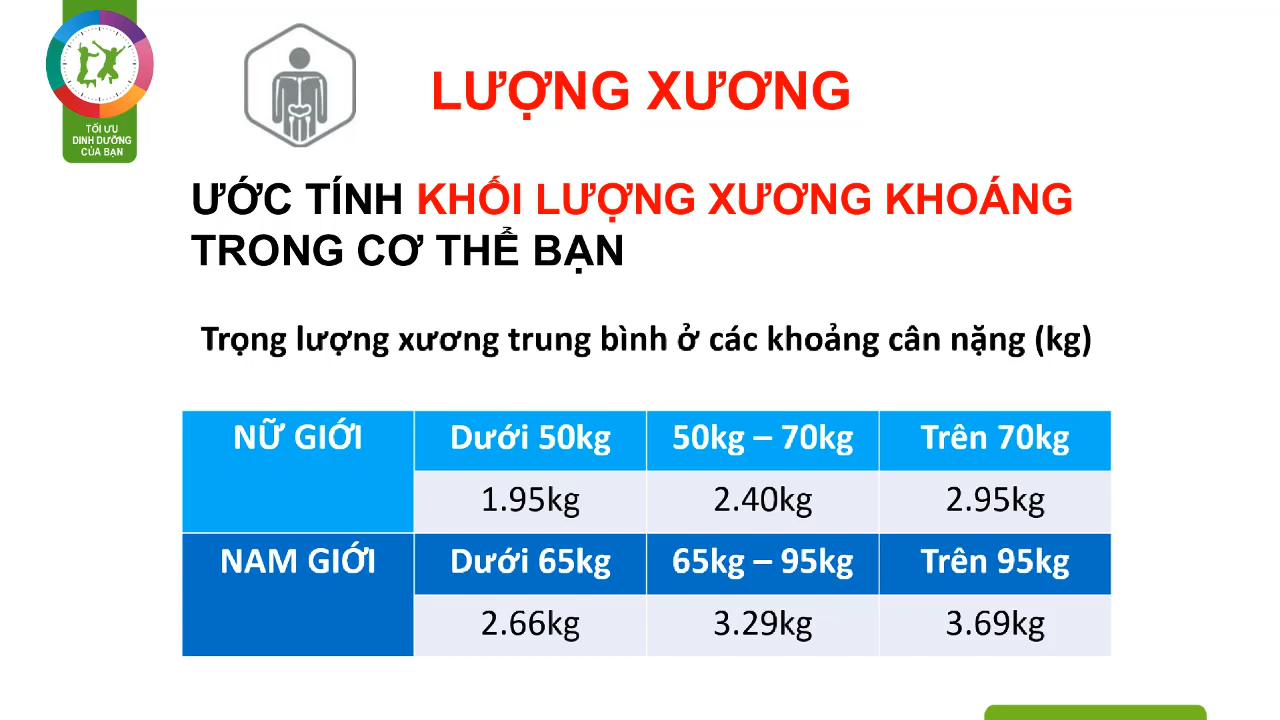 TỐI ƯU
DINH DƯỠNG
CỦA BẠN
LƯỢNG XƯƠNG
ƯỚC TÍNH KHỐI LƯỢNG XƯƠNG KHOÁNG
TRONG CƠ THỂ BẠN
Trọng lượng xương trung bình ở các khoảng cân nặng (kg)
NỮ GIỚI Dưới 50kg 50kg – 70kg Trên 70kg
1.95kg 2.40kg 2.95kg
NAM GIỚI Dưới 65kg 65kg – 95kg Trên 95kg
2.66kg 3.29kg 3.69kg